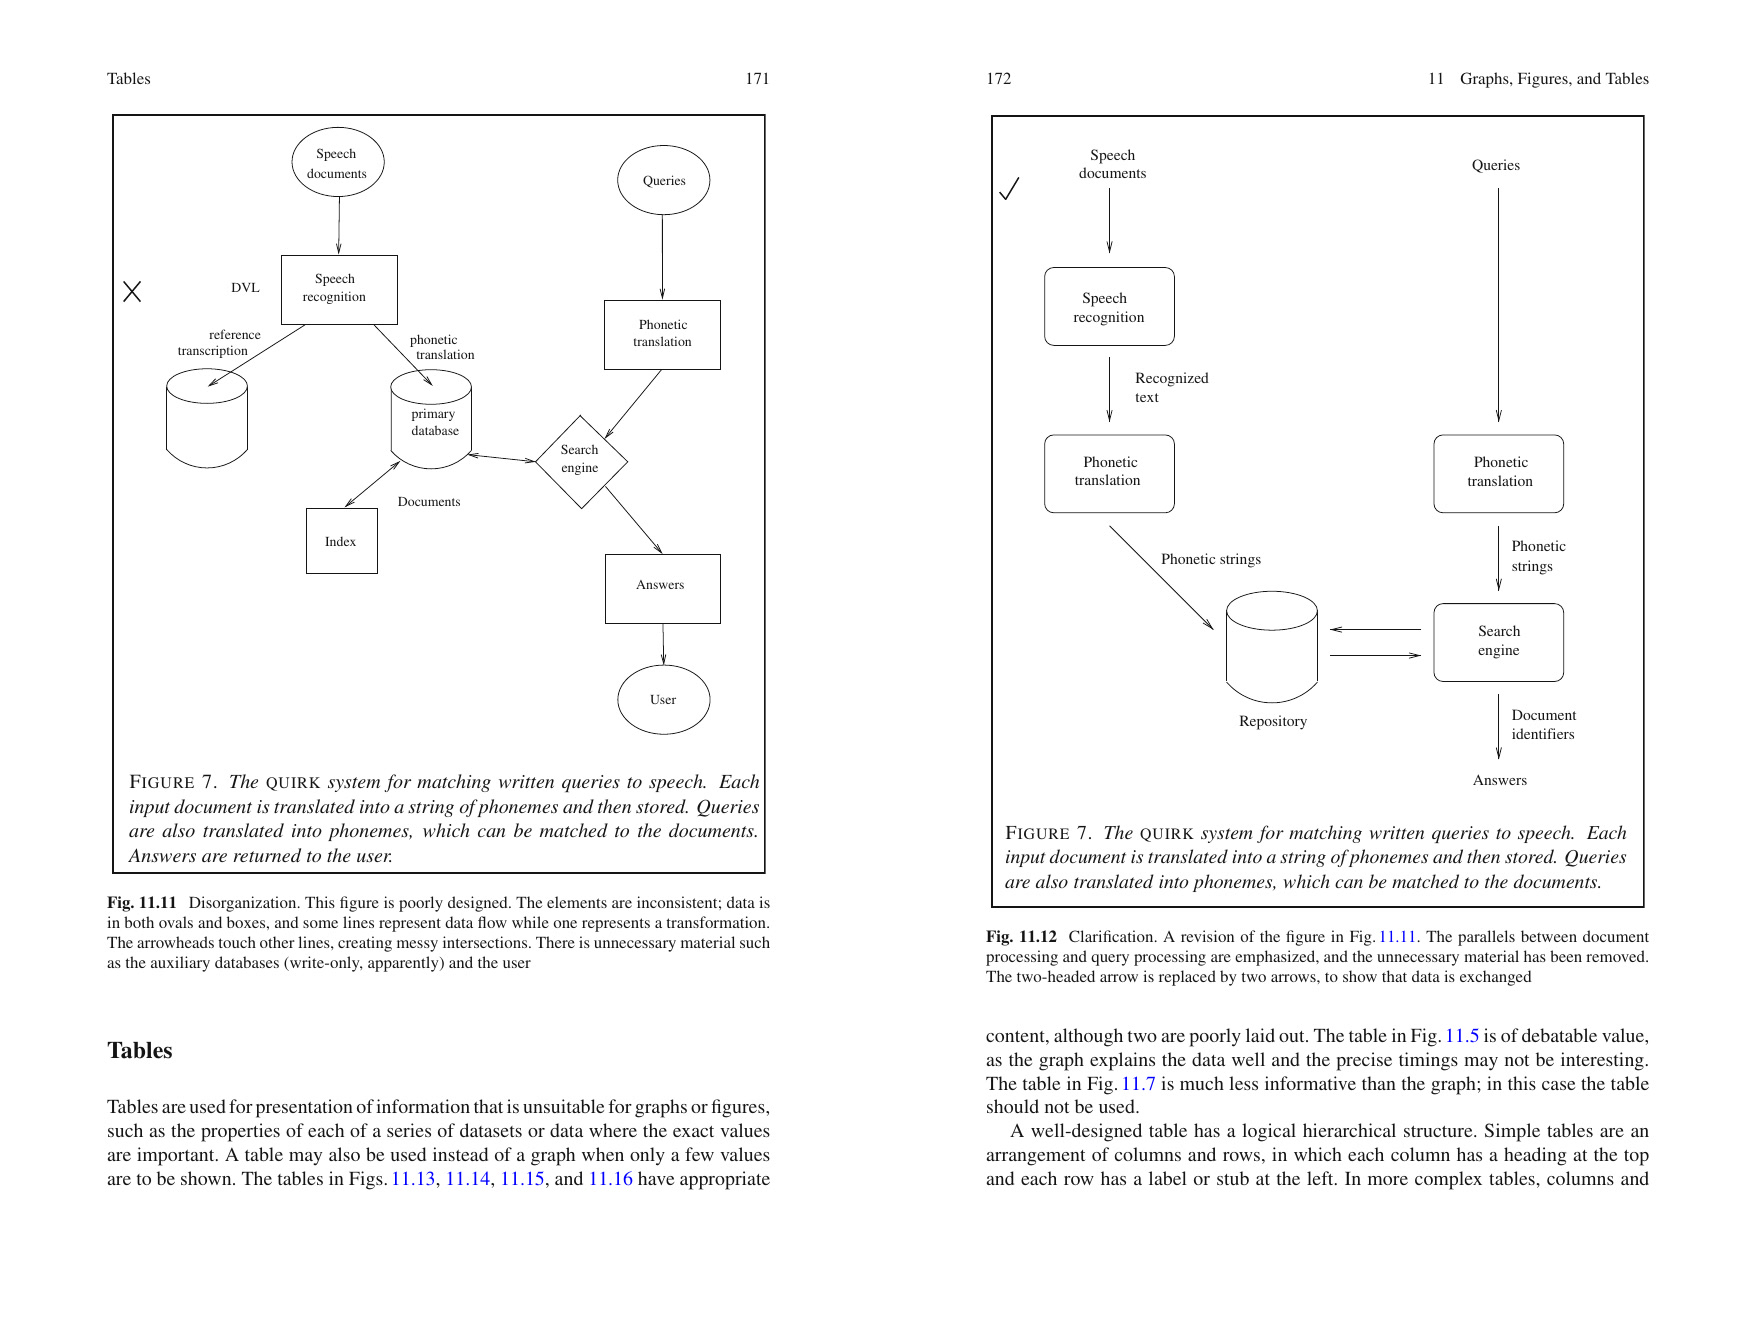 Tables 171
Speech
documents
Queries
Speech
recognition
DVL
Phonetic
translation
reference
transcription
phonetic
translation
primary
database
Search
engine
Documents
Index
Answers
User
FIGURE 7. The QUIRK system for matching written queries to speech. Each
input document is translated into a string of phonemes and then stored. Queries
are also translated into phonemes, which can be matched to the documents.
Answers are returned to the user.
Fig. 11.11 Disorganization. This figure is poorly designed. The elements are inconsistent; data is
in both ovals and boxes, and some lines represent data flow while one represents a transformation.
The arrowheads touch other lines, creating messy intersections. There is unnecessary material such
as the auxiliary databases (write-only, apparently) and the user
Tables
Tables are used for presentation of information that is unsuitable for graphs or figures,
such as the properties of each of a series of datasets or data where the exact values
are important. A table may also be used instead of a graph when only a few values
are to be shown. The tables in Figs. 11.13, 11.14, 11.15, and 11.16 have appropriate
172 11 Graphs, Figures, and Tables
Speech
documents
Queries
Speech
recognition
Recognized
text
Phonetic
translation
Phonetic
translation
Phonetic strings
Phonetic
strings
Search
engine
Repository
Document
identifiers
Answers
FIGURE 7. The QUIRK system for matching written queries to speech. Each
input document is translated into a string of phonemes and then stored. Queries
are also translated into phonemes, which can be matched to the documents.
Fig. 11.12 Clarification. A revision of the figure in Fig. 11.11. The parallels between document
processing and query processing are emphasized, and the unnecessary material has been removed.
The two-headed arrow is replaced by two arrows, to show that data is exchanged
content, although two are poorly laid out. The table in Fig. 11.5 is of debatable value,
as the graph explains the data well and the precise timings may not be interesting.
The table in Fig. 11.7 is much less informative than the graph; in this case the table
should not be used.
A well-designed table has a logical hierarchical structure. Simple tables are an
arrangement of columns and rows, in which each column has a heading at the top
and each row has a label or stub at the left. In more complex tables, columns and